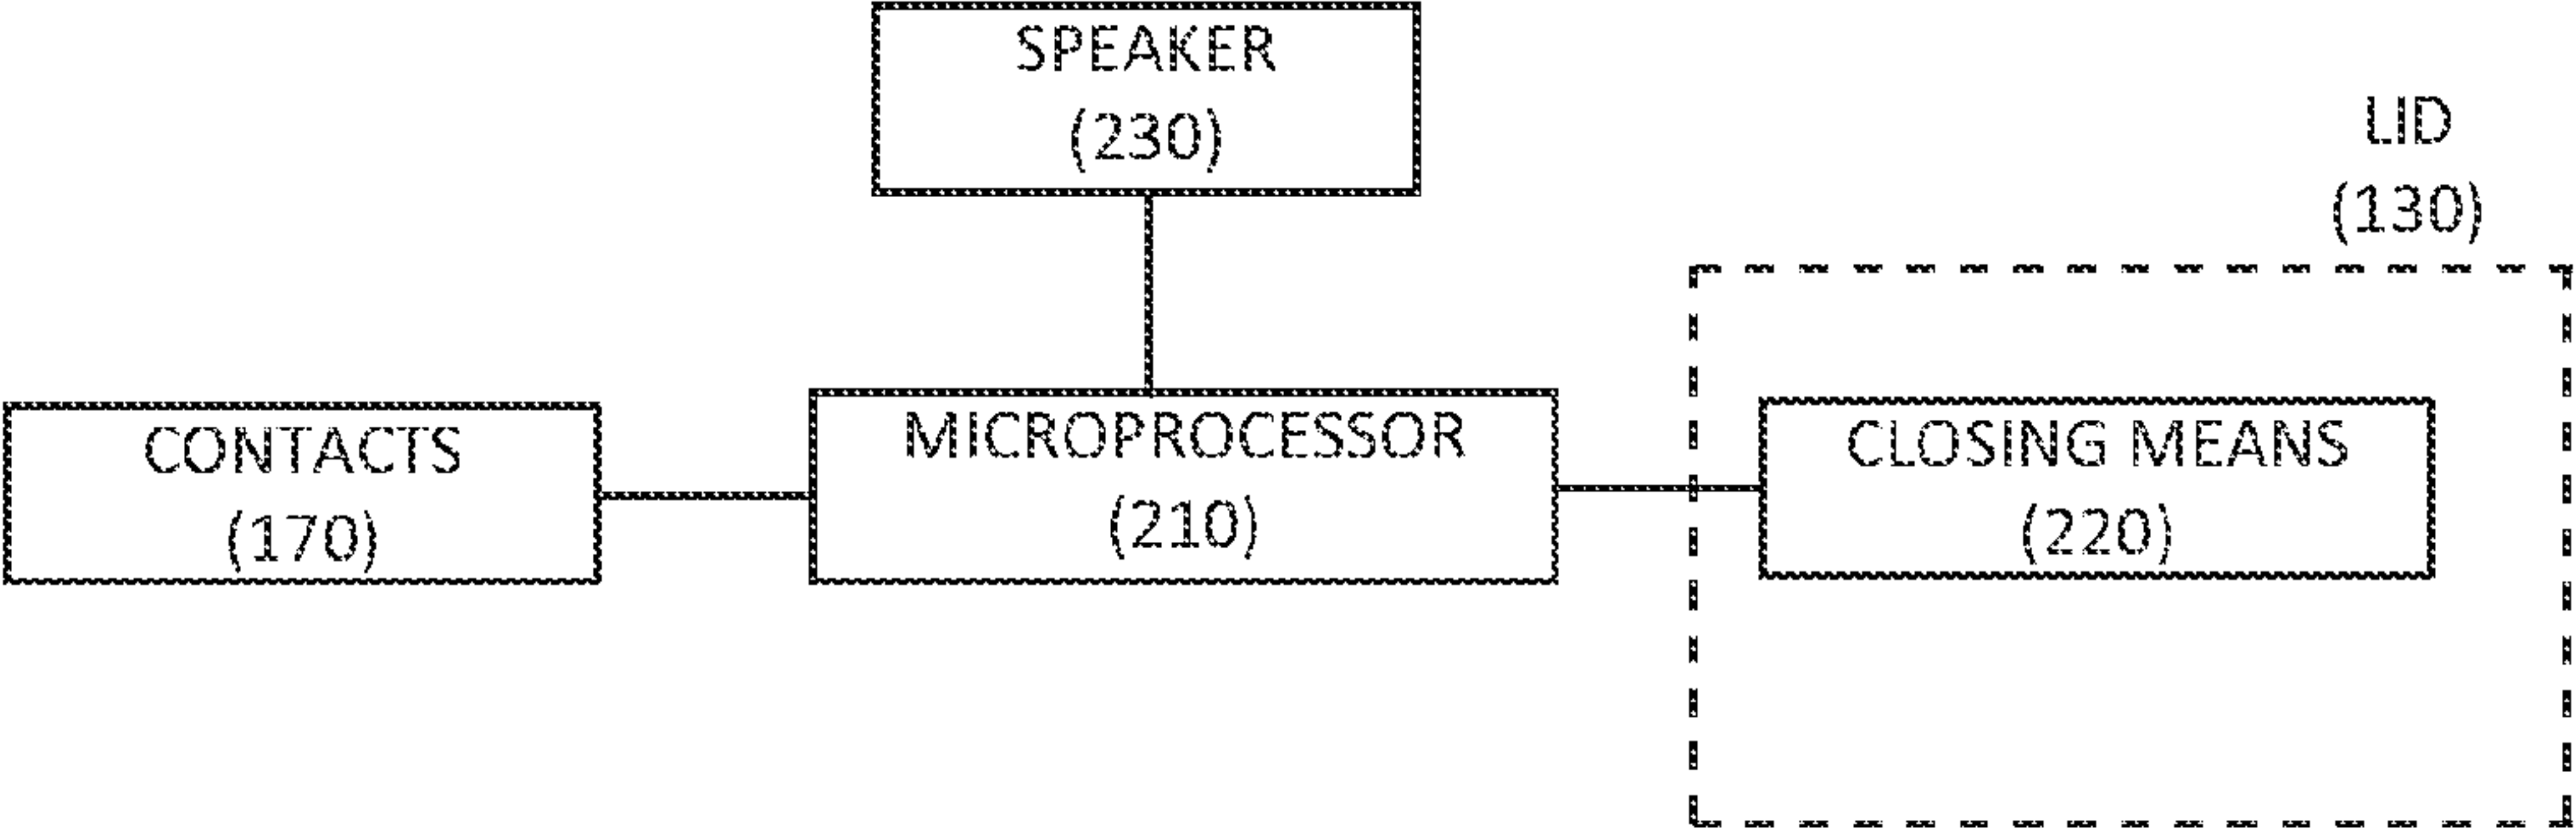 SPEAKER
(230)
LID
(130)
CONTACTS
(170)
MICROPROCESSOR
(210)
CLOSING MEANS
(220)